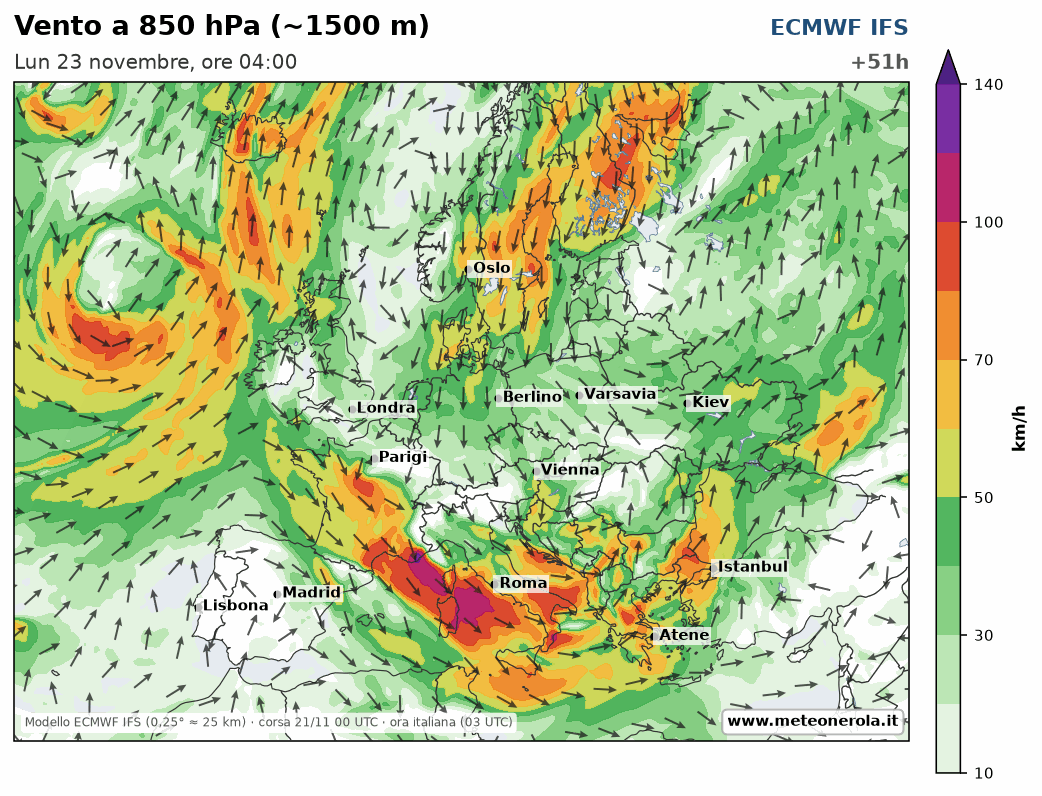 Vento a 850 hPa (~1500 m)
ECMWF IFS
Lun 23 novembre, ore 04:00
+51h
140
100
70
50
30
10
km/h
Oslo
Berlino
Varsavia
Kiev
Londra
Parigi
Vienna
Istanbul
Roma
Madrid
Lisbona
Atene
Modello ECMWF IFS (0,25° ≈ 25 km) · corsa 21/11 00 UTC · ora italiana (03 UTC)
www.meteonerola.it